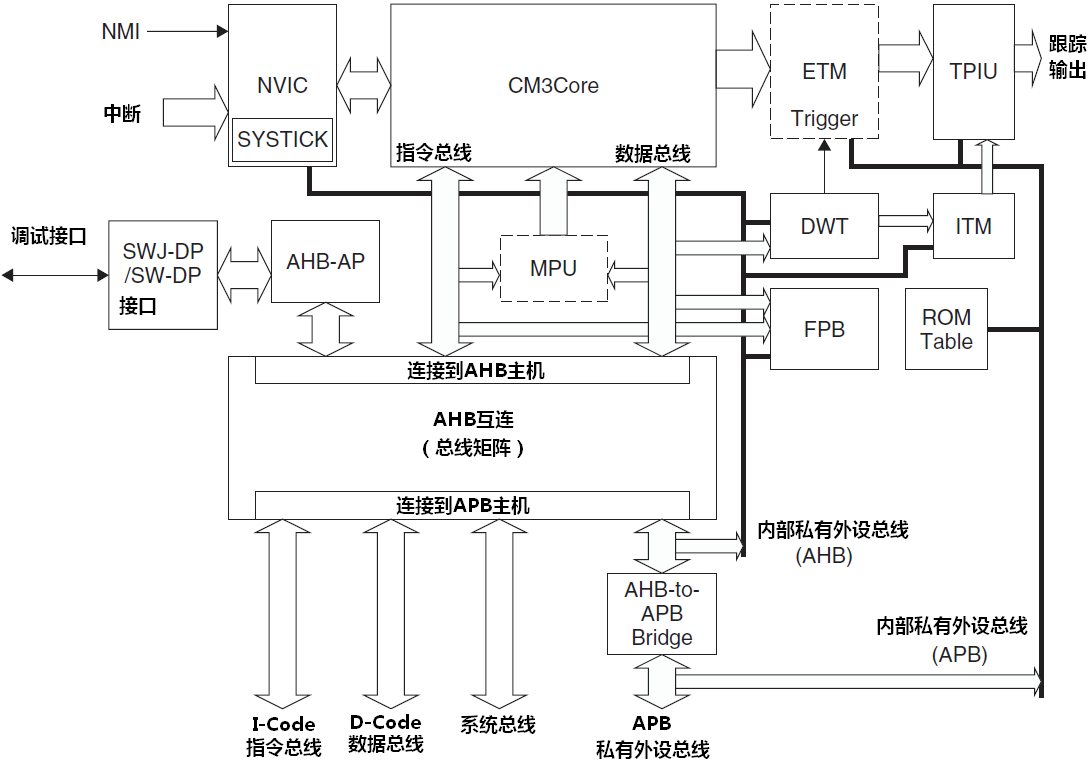 NMI
中断
NVIC
SYSTICK
CM3Core
指令总线
数据总线
ETM
Trigger
TPIU
跟踪
输出
调试接口
SWJ-DP
/SW-DP
接口
AHB-AP
MPU
DWT
ITM
FPB
ROM
Table
连接到AHB主机
AHB互连
（总线矩阵）
连接到APB主机
内部私有外设总线
(AHB)
AHB-to-
APB
Bridge
内部私有外设总线
(APB)
I-Code
指令总线
D-Code
数据总线
系统总线
APB
私有外设总线